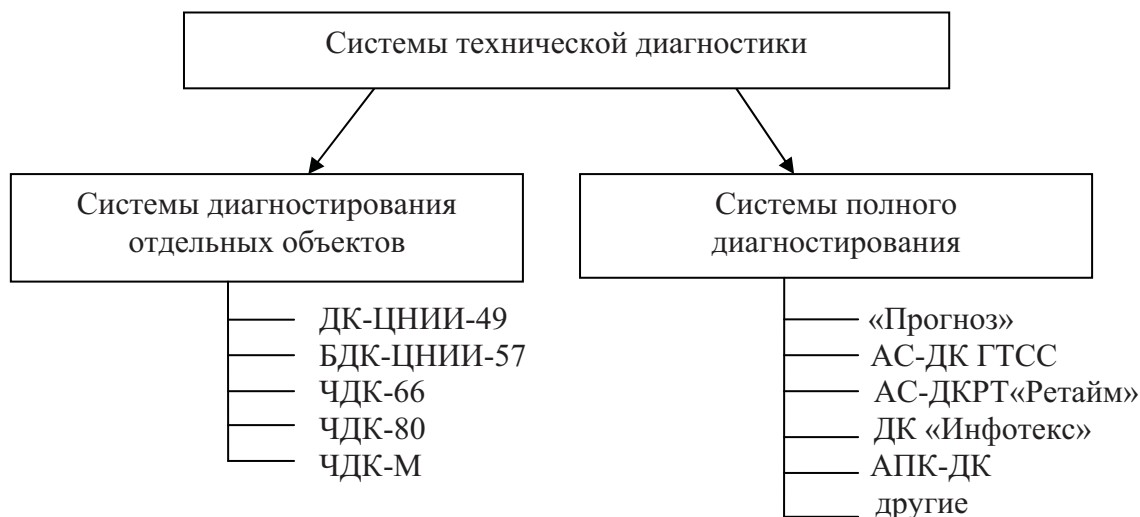 Системы технической диагностики
Системы диагностирования
отдельных объектов
ДК-ЦНИИ-49
БДК-ЦНИИ-57
ЧДК-66
ЧДК-80
ЧДК-М
Системы полного
диагностирования
«Прогноз»
АС-ДК ГТСС
АС-ДКРТ«Ретайм»
ДК «Инфотекс»
АПК-ДК
другие